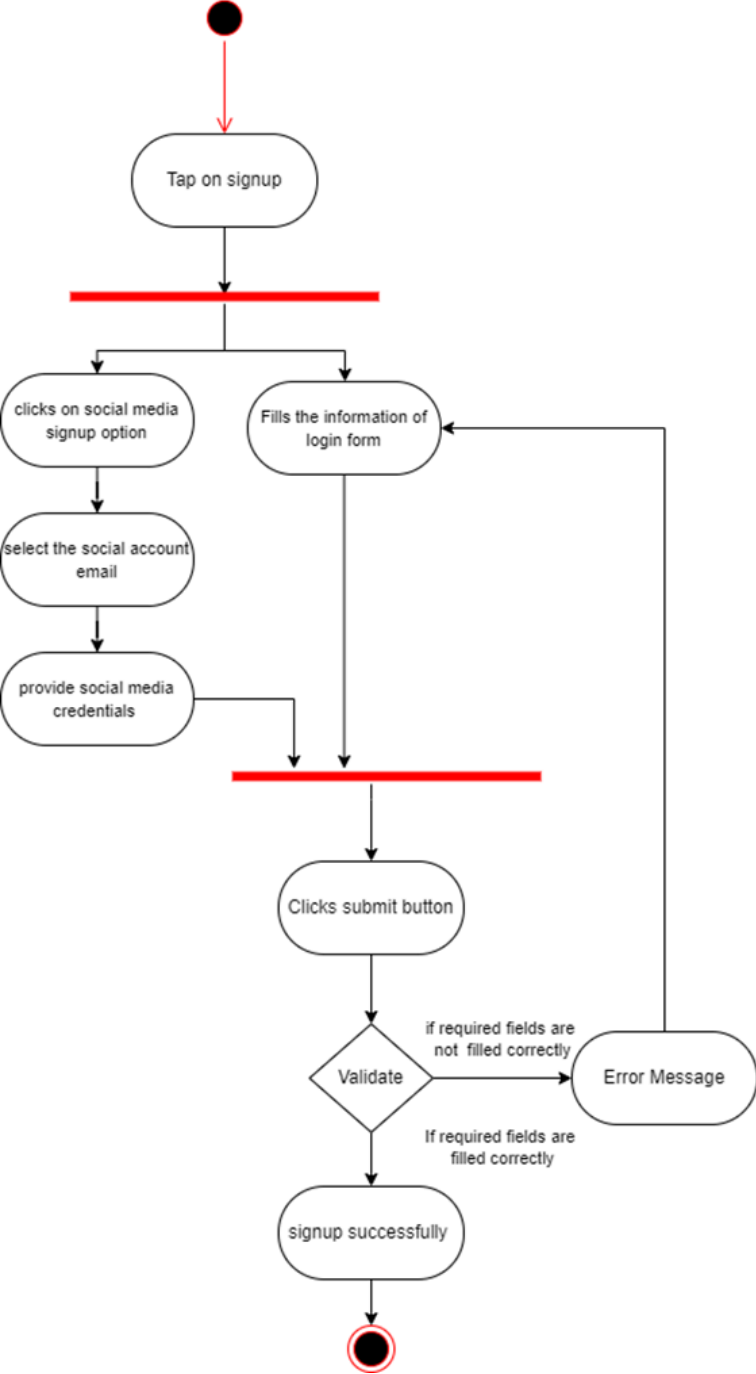 Tap on signup
clicks on social media
signup option
Fills the information of
login form
select the social account
email
provide social media
credentials
Clicks submit button
if required fields are
not filled correctly
Validate
Error Message
If required fields are
filled correctly
signup successfully